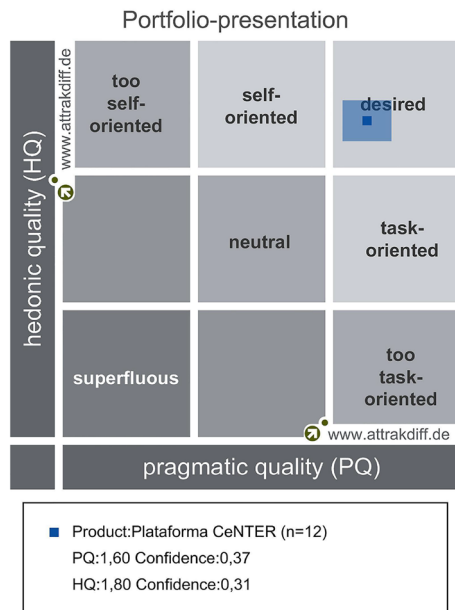 Portfolio-presentation
too
self-
oriented
self-
oriented
desired
www.attrakdiff.de
hedonic quality (HQ)
neutral
task-
oriented
superfluous
too
task-
oriented
www.attrakdiff.de
pragmatic quality (PQ)
Product:Plataforma CeNTER (n=12)
PQ:1,60 Confidence:0,37
HQ:1,80 Confidence:0,31